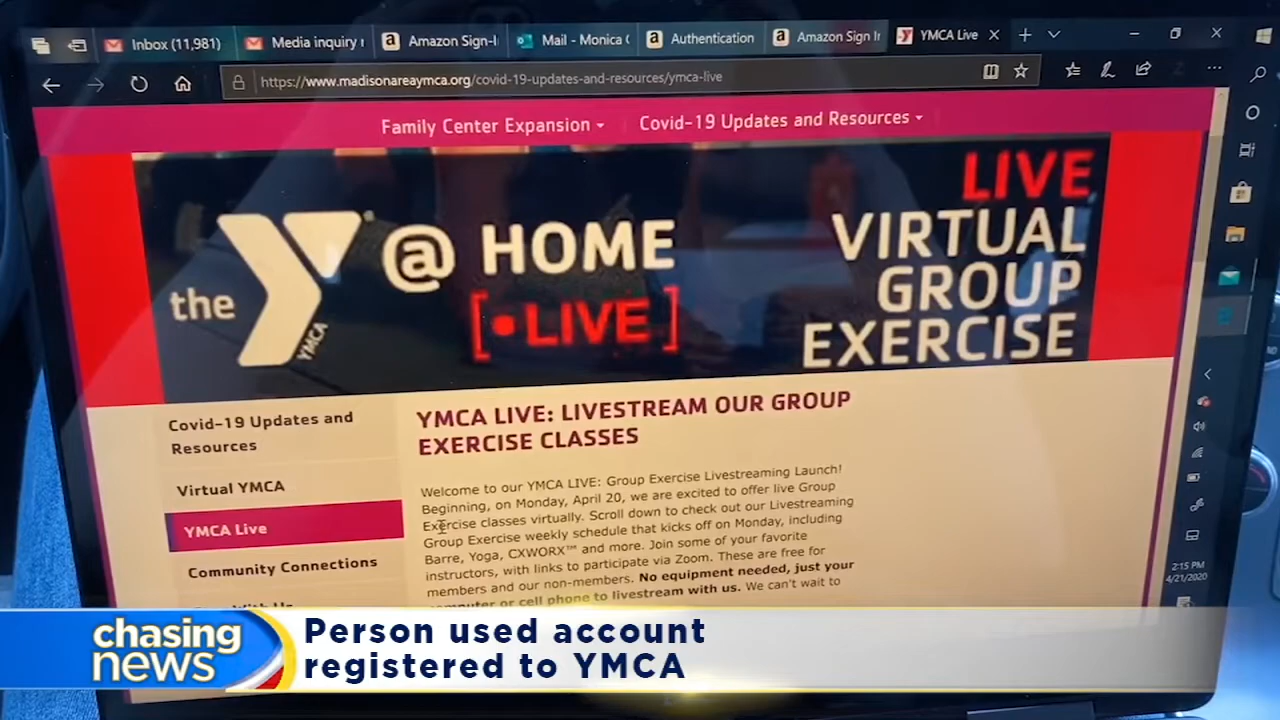 Inbox (11,981)
Media inquiry r
Amazon Sign-I
Mail - Monica (
Authentication
Amazon Sign Ir
YMCA Live
https://www.madisonareaymca.org/covid-19-updates-and-resources/ymca-live
Family Center Expansion
Covid-19 Updates and Resources
the Y YMCA
@ HOME
[•LIVE]
LIVE
VIRTUAL
GROUP
EXERCISE
Covid-19 Updates and
Resources
Virtual YMCA
YMCA Live
Community Connections
YMCA LIVE: LIVESTREAM OUR GROUP
EXERCISE CLASSES
Welcome to our YMCA LIVE: Group Exercise Livestreaming Launch!
Beginning, on Monday, April 20, we are excited to offer live Group
Exercise classes virtually. Scroll down to check out our Livestreaming
Group Exercise weekly schedule that kicks off on Monday, including
Barre, Yoga, CXWORX™ and more. Join some of your favorite
instructors, with links to participate via Zoom. These are free for
members and our non-members. No equipment needed, just your
computer or cell phone to livestream with us. We can't wait to
2:15 PM
4/21/2020
chasing
news
Person used account
registered to YMCA